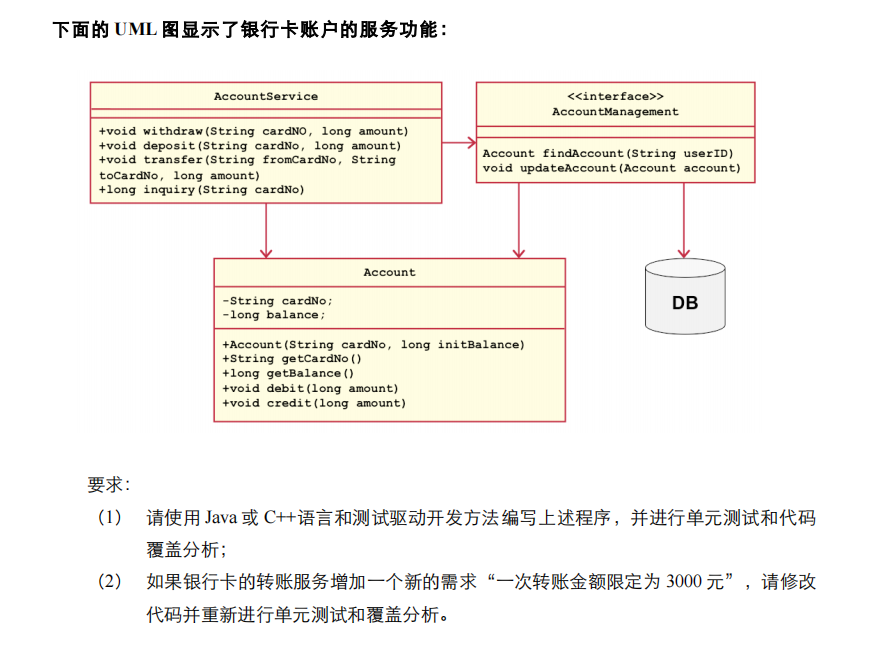 下面的 UML 图显示了银行卡账户的服务功能：
AccountService
+void withdraw(String cardNO, long amount)
+void deposit(String cardNo, long amount)
+void transfer(String fromCardNo, String
toCardNo, long amount)
+long inquiry(String cardNo)
<<interface>>
AccountManagement
Account findAccount(String userID)
void updateAccount(Account account)
Account
-String cardNo;
-long balance;
+Account(String cardNo, long initBalance)
+String getCardNo()
+long getBalance()
+void debit(long amount)
+void credit(long amount)
DB
要求：
（1） 请使用 Java 或 C++语言和测试驱动开发方法编写上述程序，并进行单元测试和代码
覆盖分析；
（2） 如果银行卡的转账服务增加一个新的需求“一次转账金额限定为 3000 元”，请修改
代码并重新进行单元测试和覆盖分析。